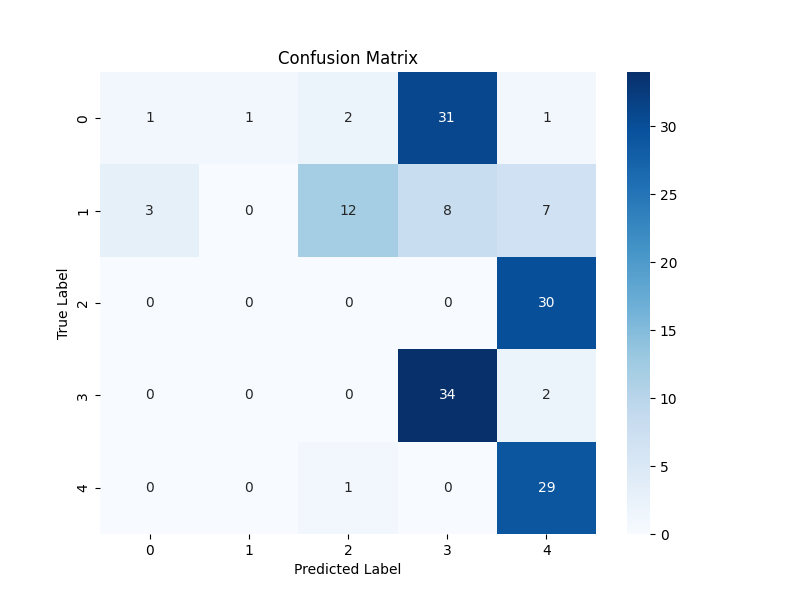 Confusion Matrix
True Label
0 1 1 2 31 1
1 3 0 12 8 7
2 0 0 0 0 30
3 0 0 0 34 2
4 0 0 1 0 29
0 1 2 3 4
Predicted Label
30
25
20
15
10
5
0